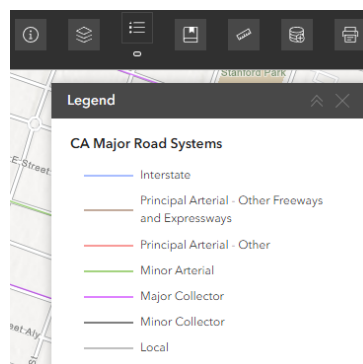 Stanford Park
Legend
CA Major Road Systems
E Street
Interstate
Principal Arterial - Other Freeways
and Expressways
Principal Arterial - Other
Minor Arterial
Major Collector
Minor Collector
Local